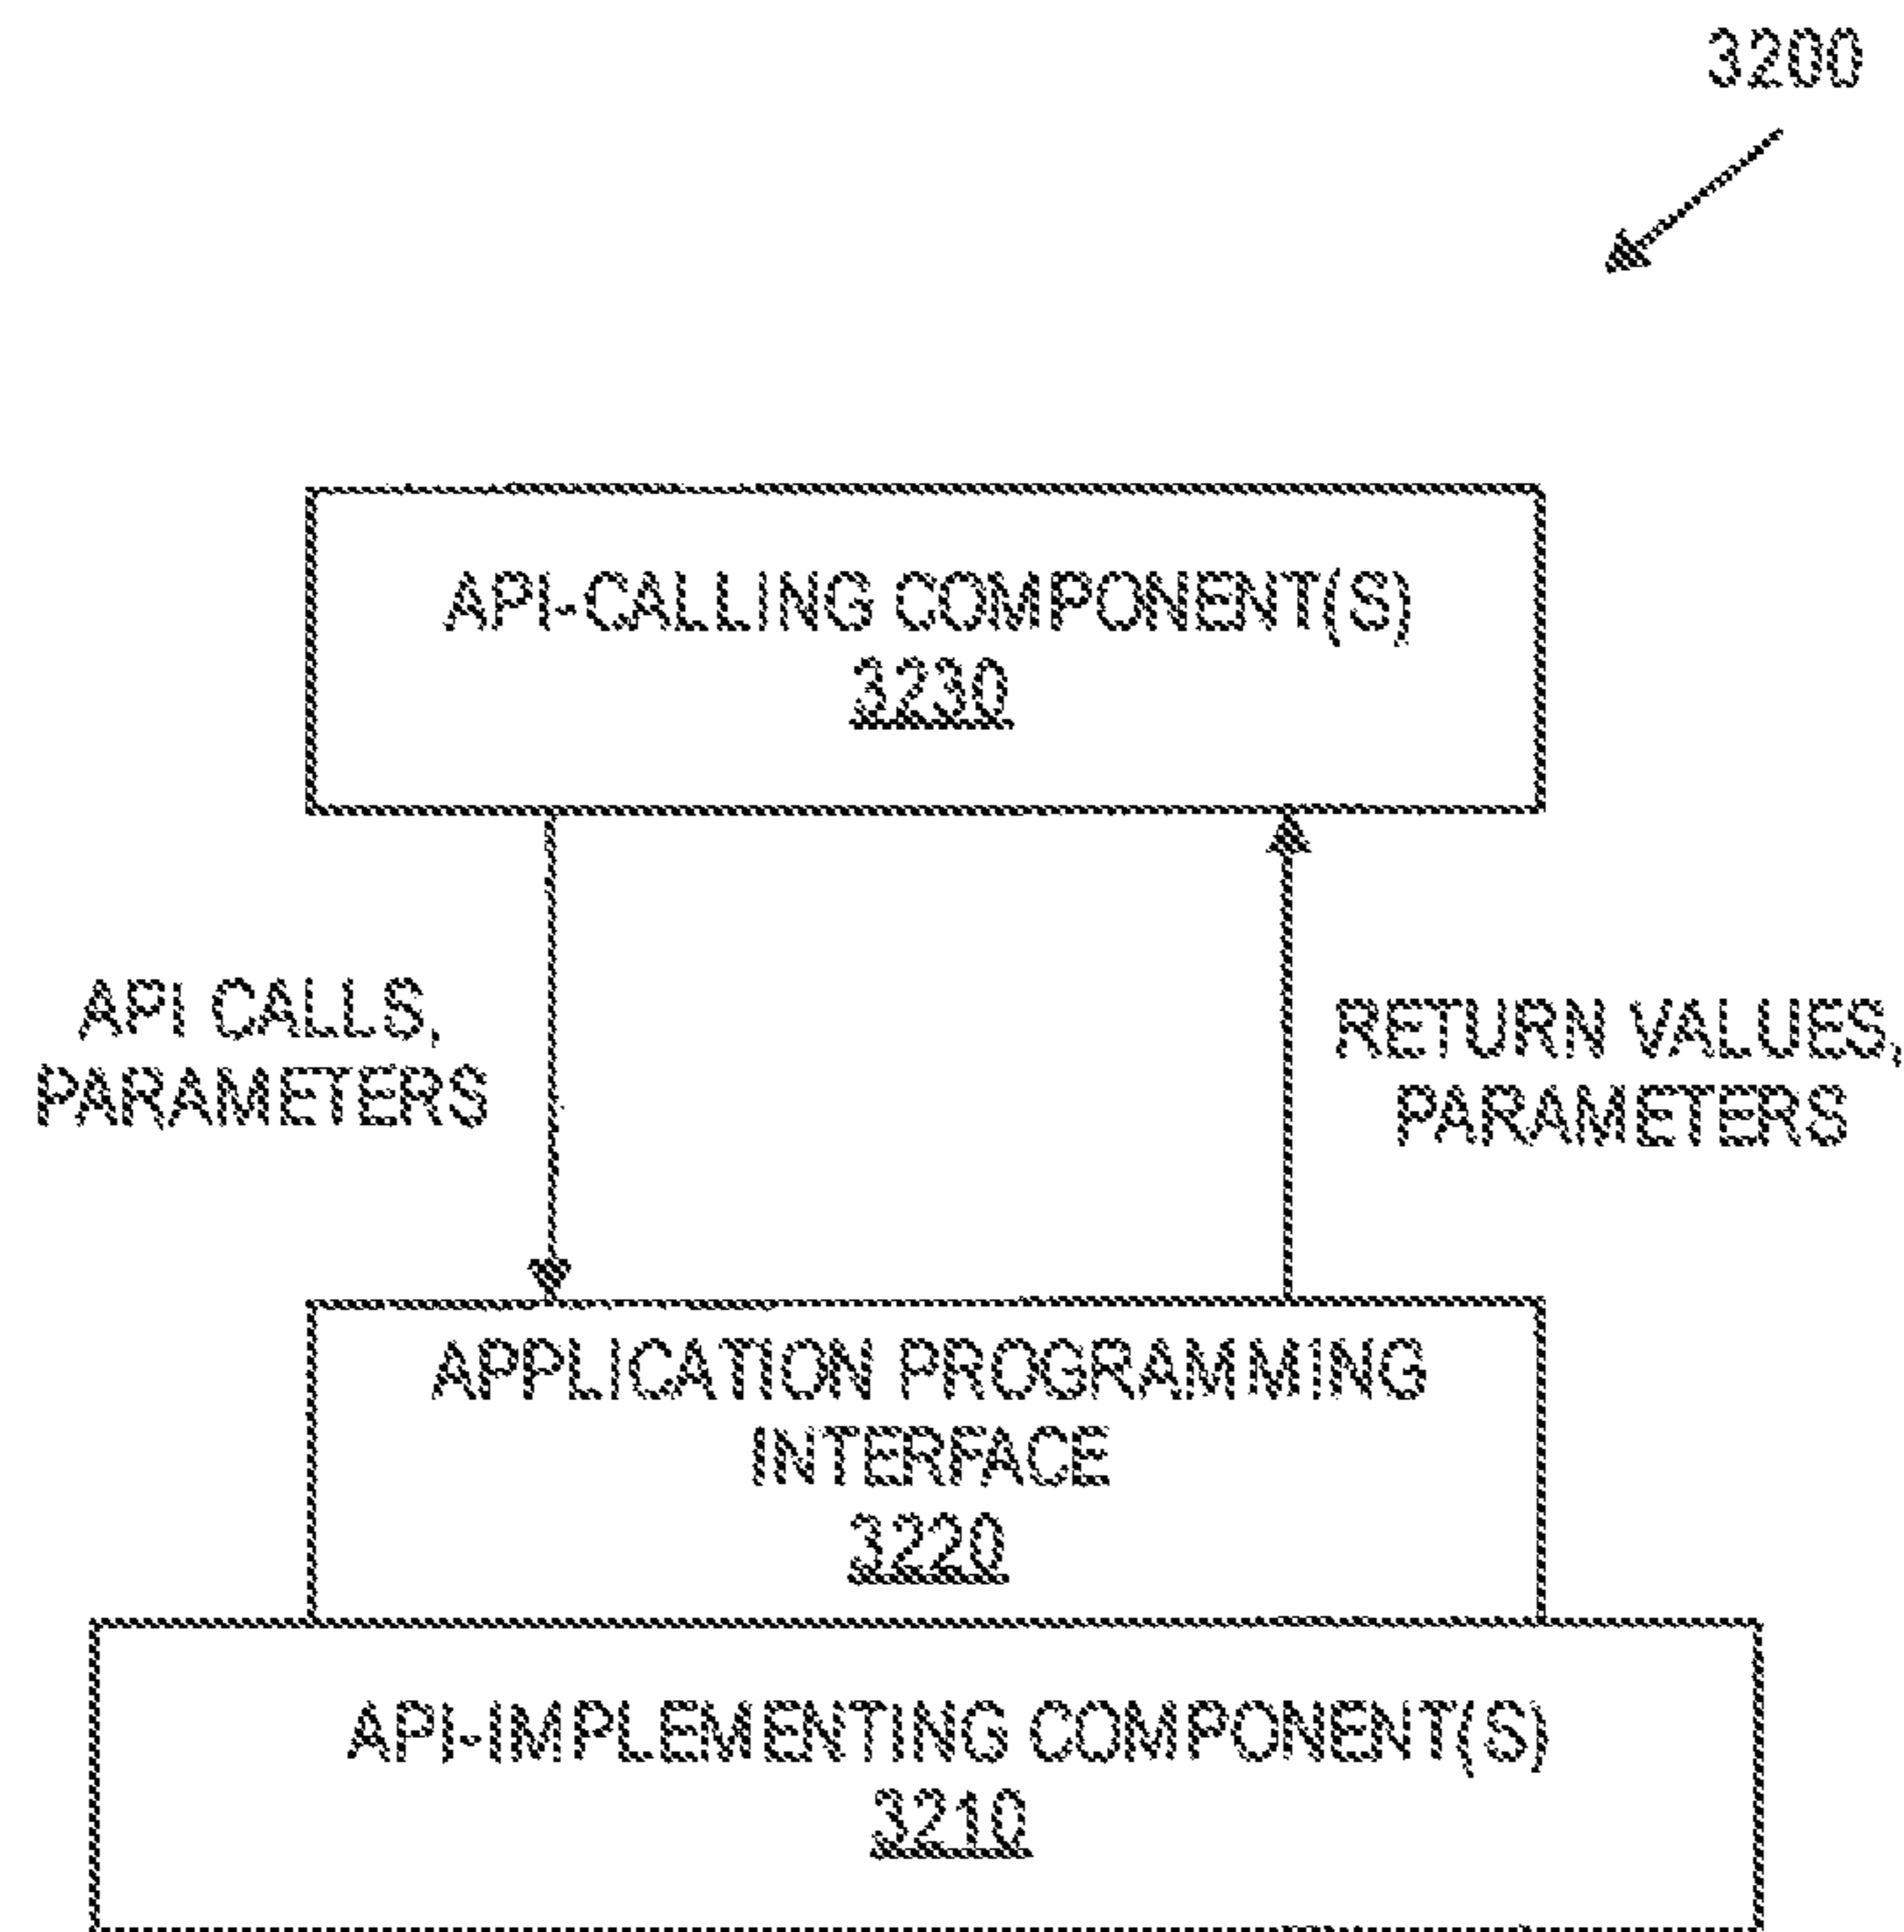 3200
API-CALLING COMPONENT(S)
3230
API CALLS,
PARAMETERS
RETURN VALUES,
PARAMETERS
APPLICATION PROGRAMMING
INTERFACE
3220
API-IMPLEMENTING COMPONENT(S)
3210